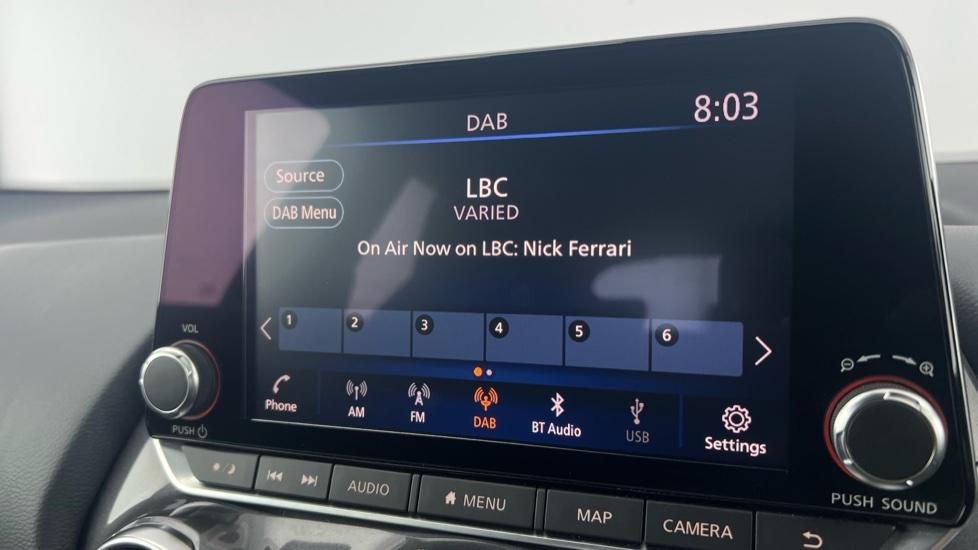 DAB
8:03
Source
LBC
DAB Menu
VARIED
On Air Now on LBC: Nick Ferrari
1 2 3 4 5 6
VOL
Phone
AM
FM
DAB
BT Audio
USB
Settings
PUSH
PUSH SOUND
AUDIO
MENU
MAP
CAMERA